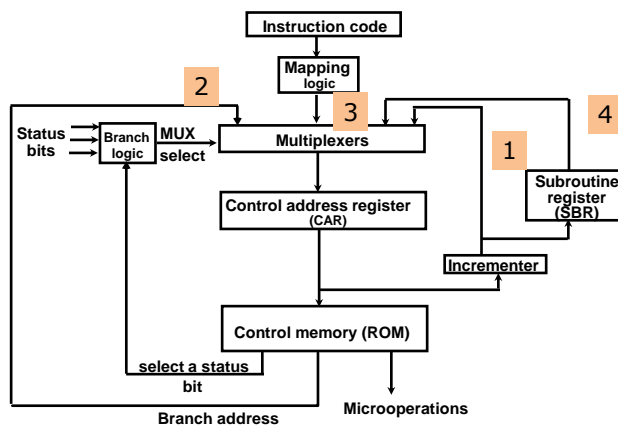 Instruction code
Mapping
logic
2
3
4
Status
bits
Branch
logic
MUX
select
Multiplexers
1
Subroutine
register
(SBR)
Control address register
(CAR)
Incrementer
Control memory (ROM)
select a status
bit
Microoperations
Branch address